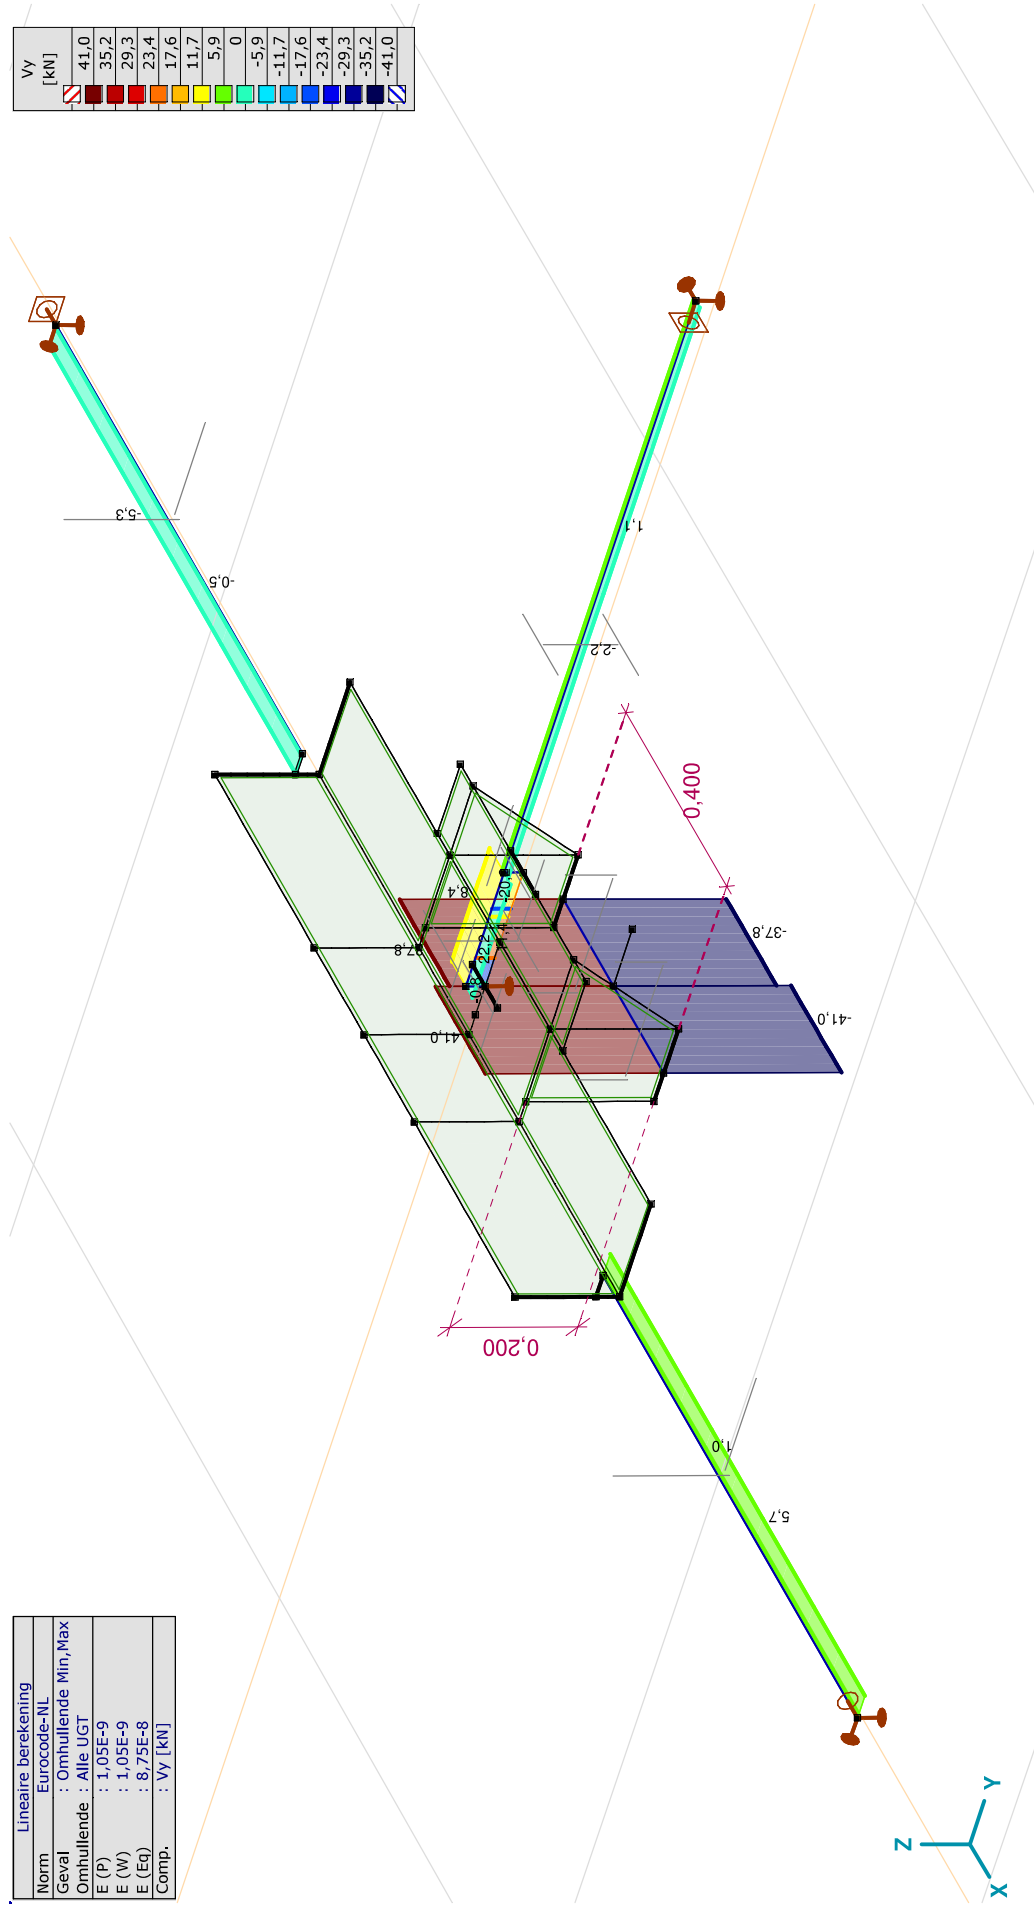 Lineaire berekening
Norm Eurocode-NL
Geval : Omhullende Min,Max
Omhullende : Alle UGT
E (P) : 1,05E-9
E (W) : 1,05E-9
E (Eq) : 8,75E-8
Comp. : Vy [kN]
Vy
[kN]
41,0
35,2
29,3
23,4
17,6
11,7
5,9
0
-5,9
-11,7
-17,6
-23,4
-29,3
-35,2
-41,0
-5,3
-0,5
1,1
-2,2
0,400
8,4
22,2
-37,8
-41,0
41,0
0,200
1,0
5,7
Z
Y
X